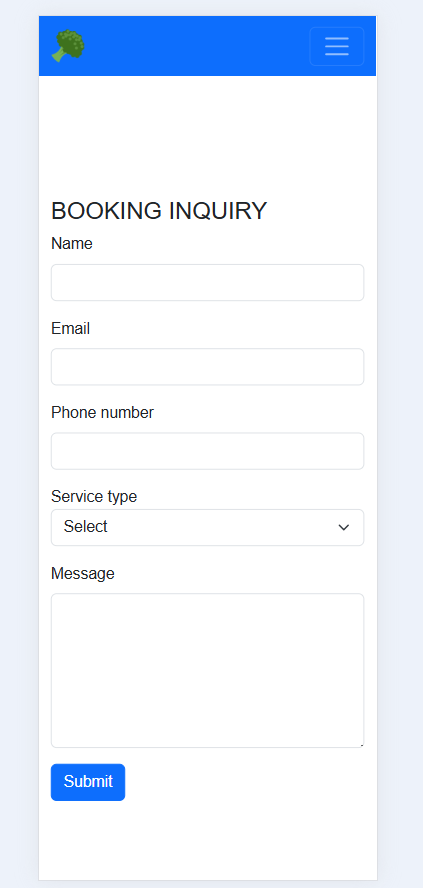 BOOKING INQUIRY
Name
Email
Phone number
Service type
Select
Message
Submit